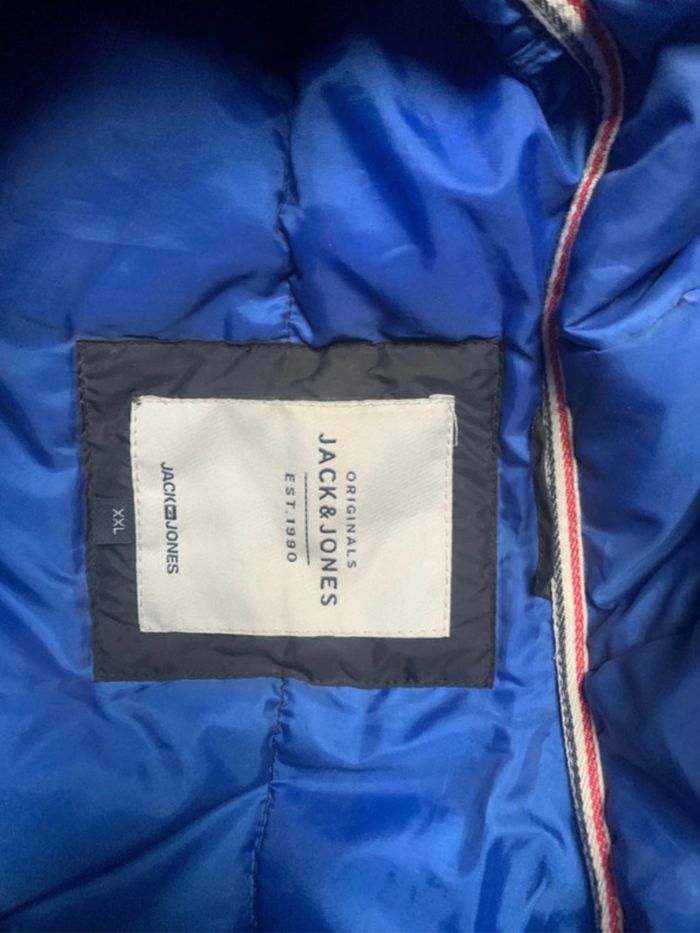 ORIGINALS
JACK&JONES
EST.1990
JACK JONES
XXL